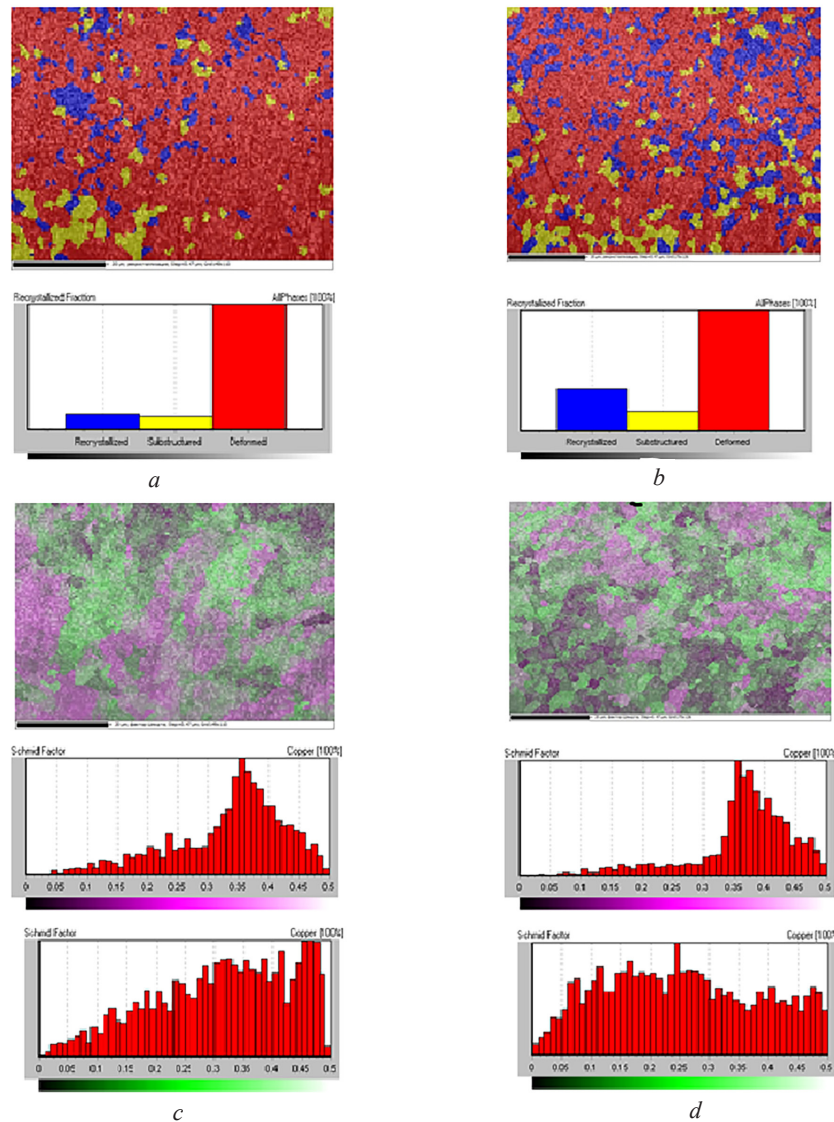 Recrystallized Fraction AllPhases [100%]
Recrystallized Substructured Deformed
a
Recrystallized Fraction AllPhases [100%]
Recrystallized Substructured Deformed
b
Schmid Factor Copper [100%]
0 0.05 0.1 0.15 0.2 0.25 0.3 0.35 0.4 0.45 0.5
Schmid Factor Copper [100%]
0 0.05 0.1 0.15 0.2 0.25 0.3 0.35 0.4 0.45 0.5
c
Schmid Factor Copper [100%]
0 0.05 0.1 0.15 0.2 0.25 0.3 0.35 0.4 0.45 0.5
Schmid Factor Copper [100%]
0 0.05 0.1 0.15 0.2 0.25 0.3 0.35 0.4 0.45 0.5
d